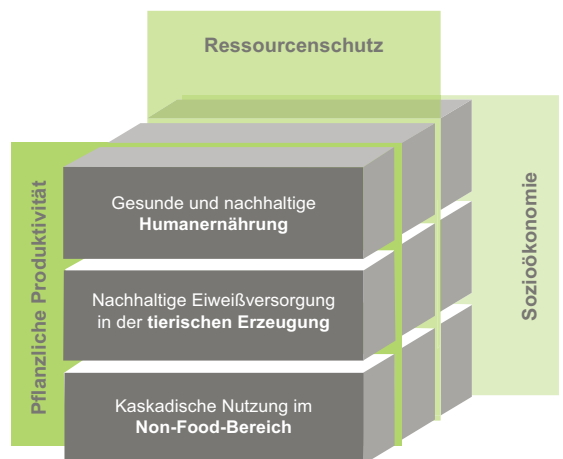 Ressourcenschutz
Pflanzliche Produktivität
Gesunde und nachhaltige
Humanernährung
Nachhaltige Eiweißversorgung
in der tierischen Erzeugung
Kaskadische Nutzung im
Non-Food-Bereich
Sozioökonomie